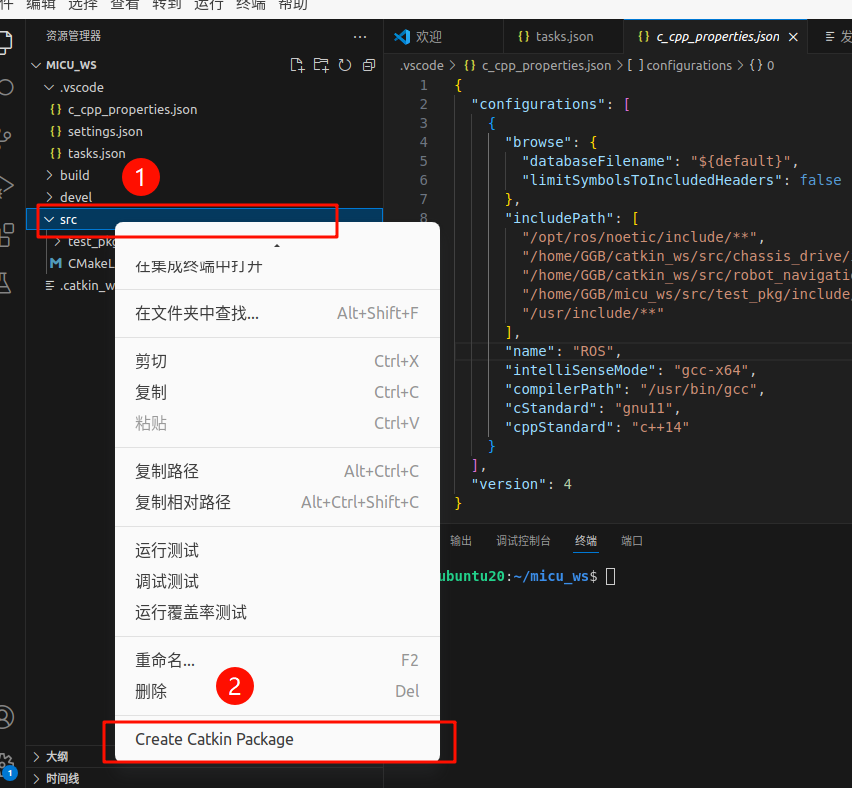 件 编辑 选择 查看 转到 运行 终端 帮助
资源管理器 ...
MICU_WS
.vscode
{} c_cpp_properties.json
{} settings.json
{} tasks.json
build
devel
src
test_pkg
CMakeL
.catkin_w
1
在集成终端中打开
在文件夹中查找... Alt+Shift+F
剪切 Ctrl+X
复制 Ctrl+C
粘贴 Ctrl+V
复制路径 Alt+Ctrl+C
复制相对路径 Alt+Ctrl+Shift+C
运行测试
调试测试
运行覆盖率测试
重命名... F2
删除 Del
2
Create Catkin Package
大纲
时间线
1
欢迎 {} tasks.json {} c_cpp_properties.json × 发
.vscode > {} c_cpp_properties.json > [ ] configurations > {} 0
1 {
2 "configurations": [
3 {
4 "browse": {
5 "databaseFilename": "${default}",
6 "limitSymbolsToIncludedHeaders": false
7 },
8 "includePath": [
"/opt/ros/noetic/include/**",
"/home/GGB/catkin_ws/src/chassis_drive/
"/home/GGB/catkin_ws/src/robot_navigati
"/home/GGB/micu_ws/src/test_pkg/include
"/usr/include/**"
],
"name": "ROS",
"intelliSenseMode": "gcc-x64",
"compilerPath": "/usr/bin/gcc",
"cStandard": "gnu11",
"cppStandard": "c++14"
}
],
"version": 4
}
输出 调试控制台 终端 端口
ubuntu20:~/micu_ws$